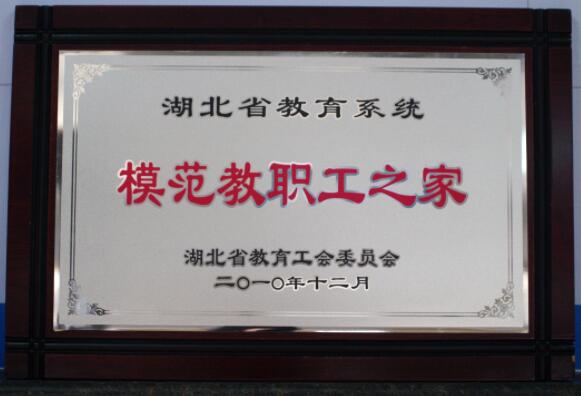 湖北省教育系统
模范教职工之家
湖北省教育工会委员会
二〇一〇年十二月